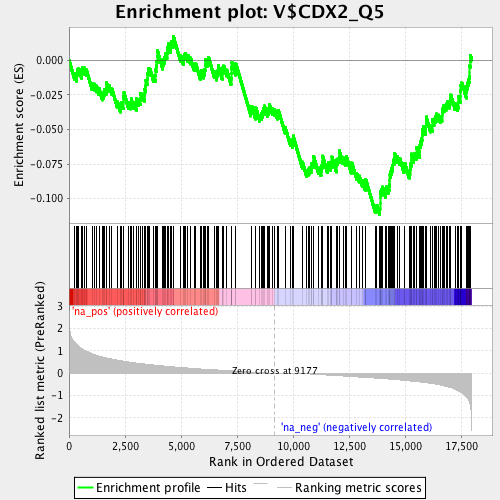 Enrichment plot: V$CDX2_Q5
Enrichment score (ES)
0.000
-0.025
-0.050
-0.075
-0.100
'na_pos' (positively correlated)
Ranked list metric (PreRanked)
3
2
1
0
-1
-2
Zero cross at 9177
'na_neg' (negatively correlated)
0
2,500
5,000
7,500
10,000
12,500
15,000
17,500
Rank in Ordered Dataset
Enrichment profile
Hits
Ranking metric scores